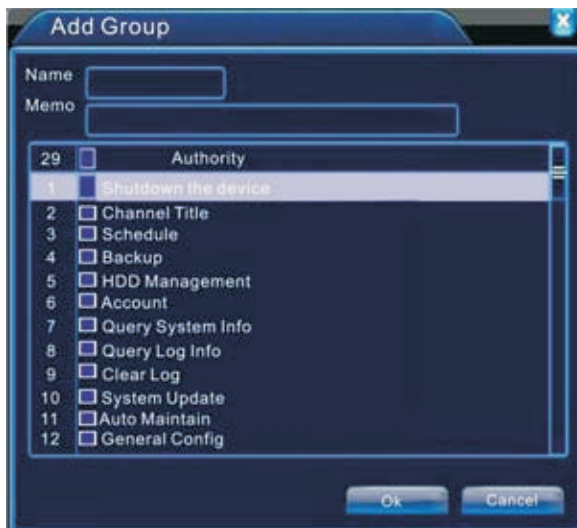 Add Group
Name
Memo
29 Authority
1 Shutdown the device
2 Channel Title
3 Schedule
4 Backup
5 HDD Management
6 Account
7 Query System Info
8 Query Log Info
9 Clear Log
10 System Update
11 Auto Maintain
12 General Config
Ok Cancel